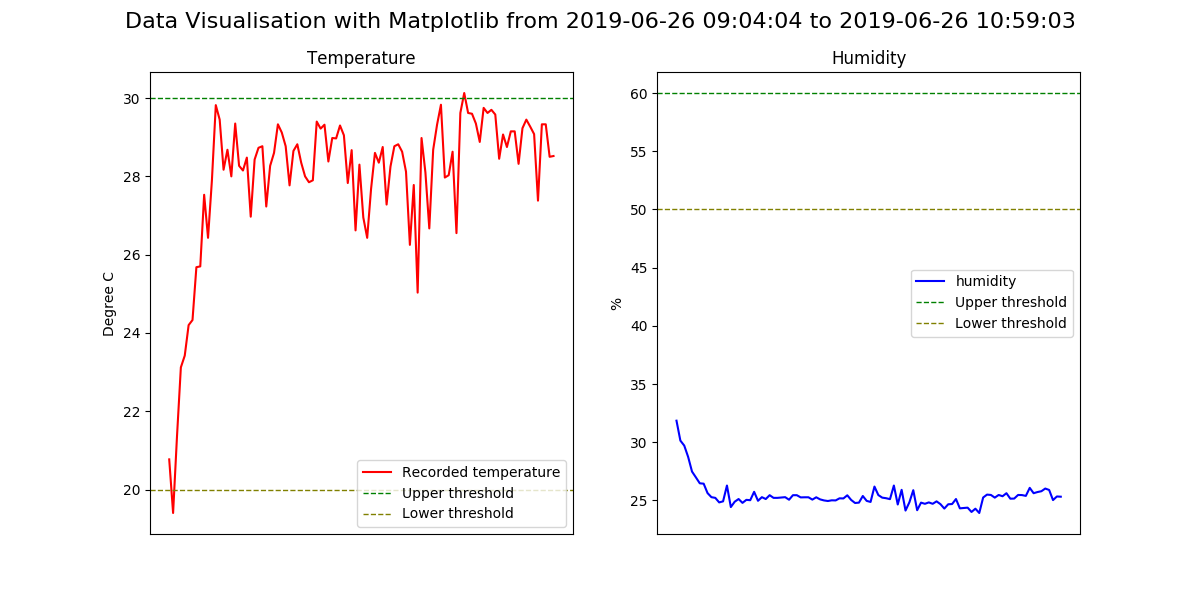 Data Visualisation with Matplotlib from 2019-06-26 09:04:04 to 2019-06-26 10:59:03
Temperature
30
28
26
24
22
20
Degree C
Recorded temperature
Upper threshold
Lower threshold
Humidity
60
55
50
45
40
35
30
25
%
humidity
Upper threshold
Lower threshold